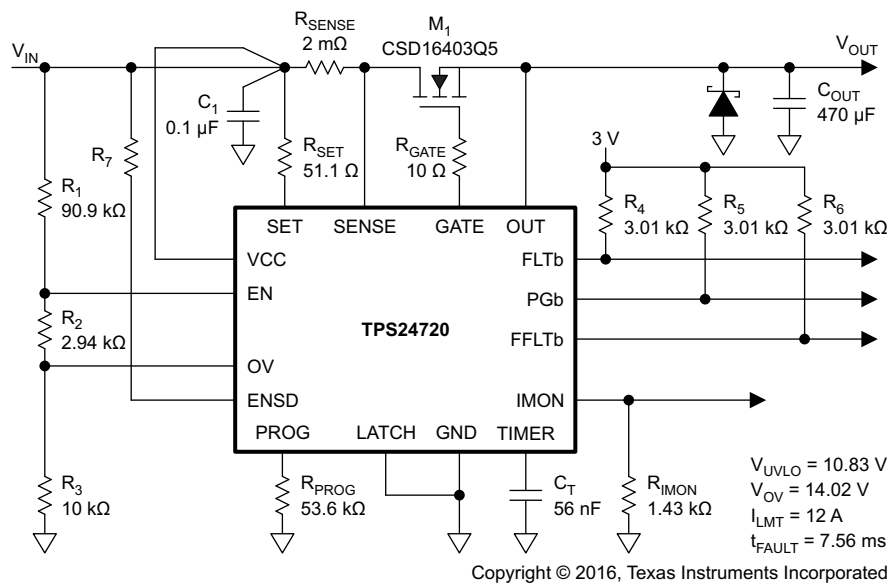 R_SENSE
2 mΩ
M_1
CSD16403Q5
V_IN
V_OUT
C_1
0.1 µF
C_OUT
470 µF
R_7
R_SET
51.1 Ω
R_GATE
10 Ω
3 V
R_1
90.9 kΩ
R_4
3.01 kΩ
R_5
3.01 kΩ
R_6
3.01 kΩ
SET
SENSE
GATE
OUT
VCC
FLTb
EN
PGb
R_2
2.94 kΩ
TPS24720
FFLTb
OV
ENSD
IMON
PROG
LATCH
GND
TIMER
R_3
10 kΩ
R_PROG
53.6 kΩ
C_T
56 nF
R_IMON
1.43 kΩ
V_UVLO = 10.83 V
V_OV = 14.02 V
I_LMT = 12 A
t_FAULT = 7.56 ms
Copyright © 2016, Texas Instruments Incorporated